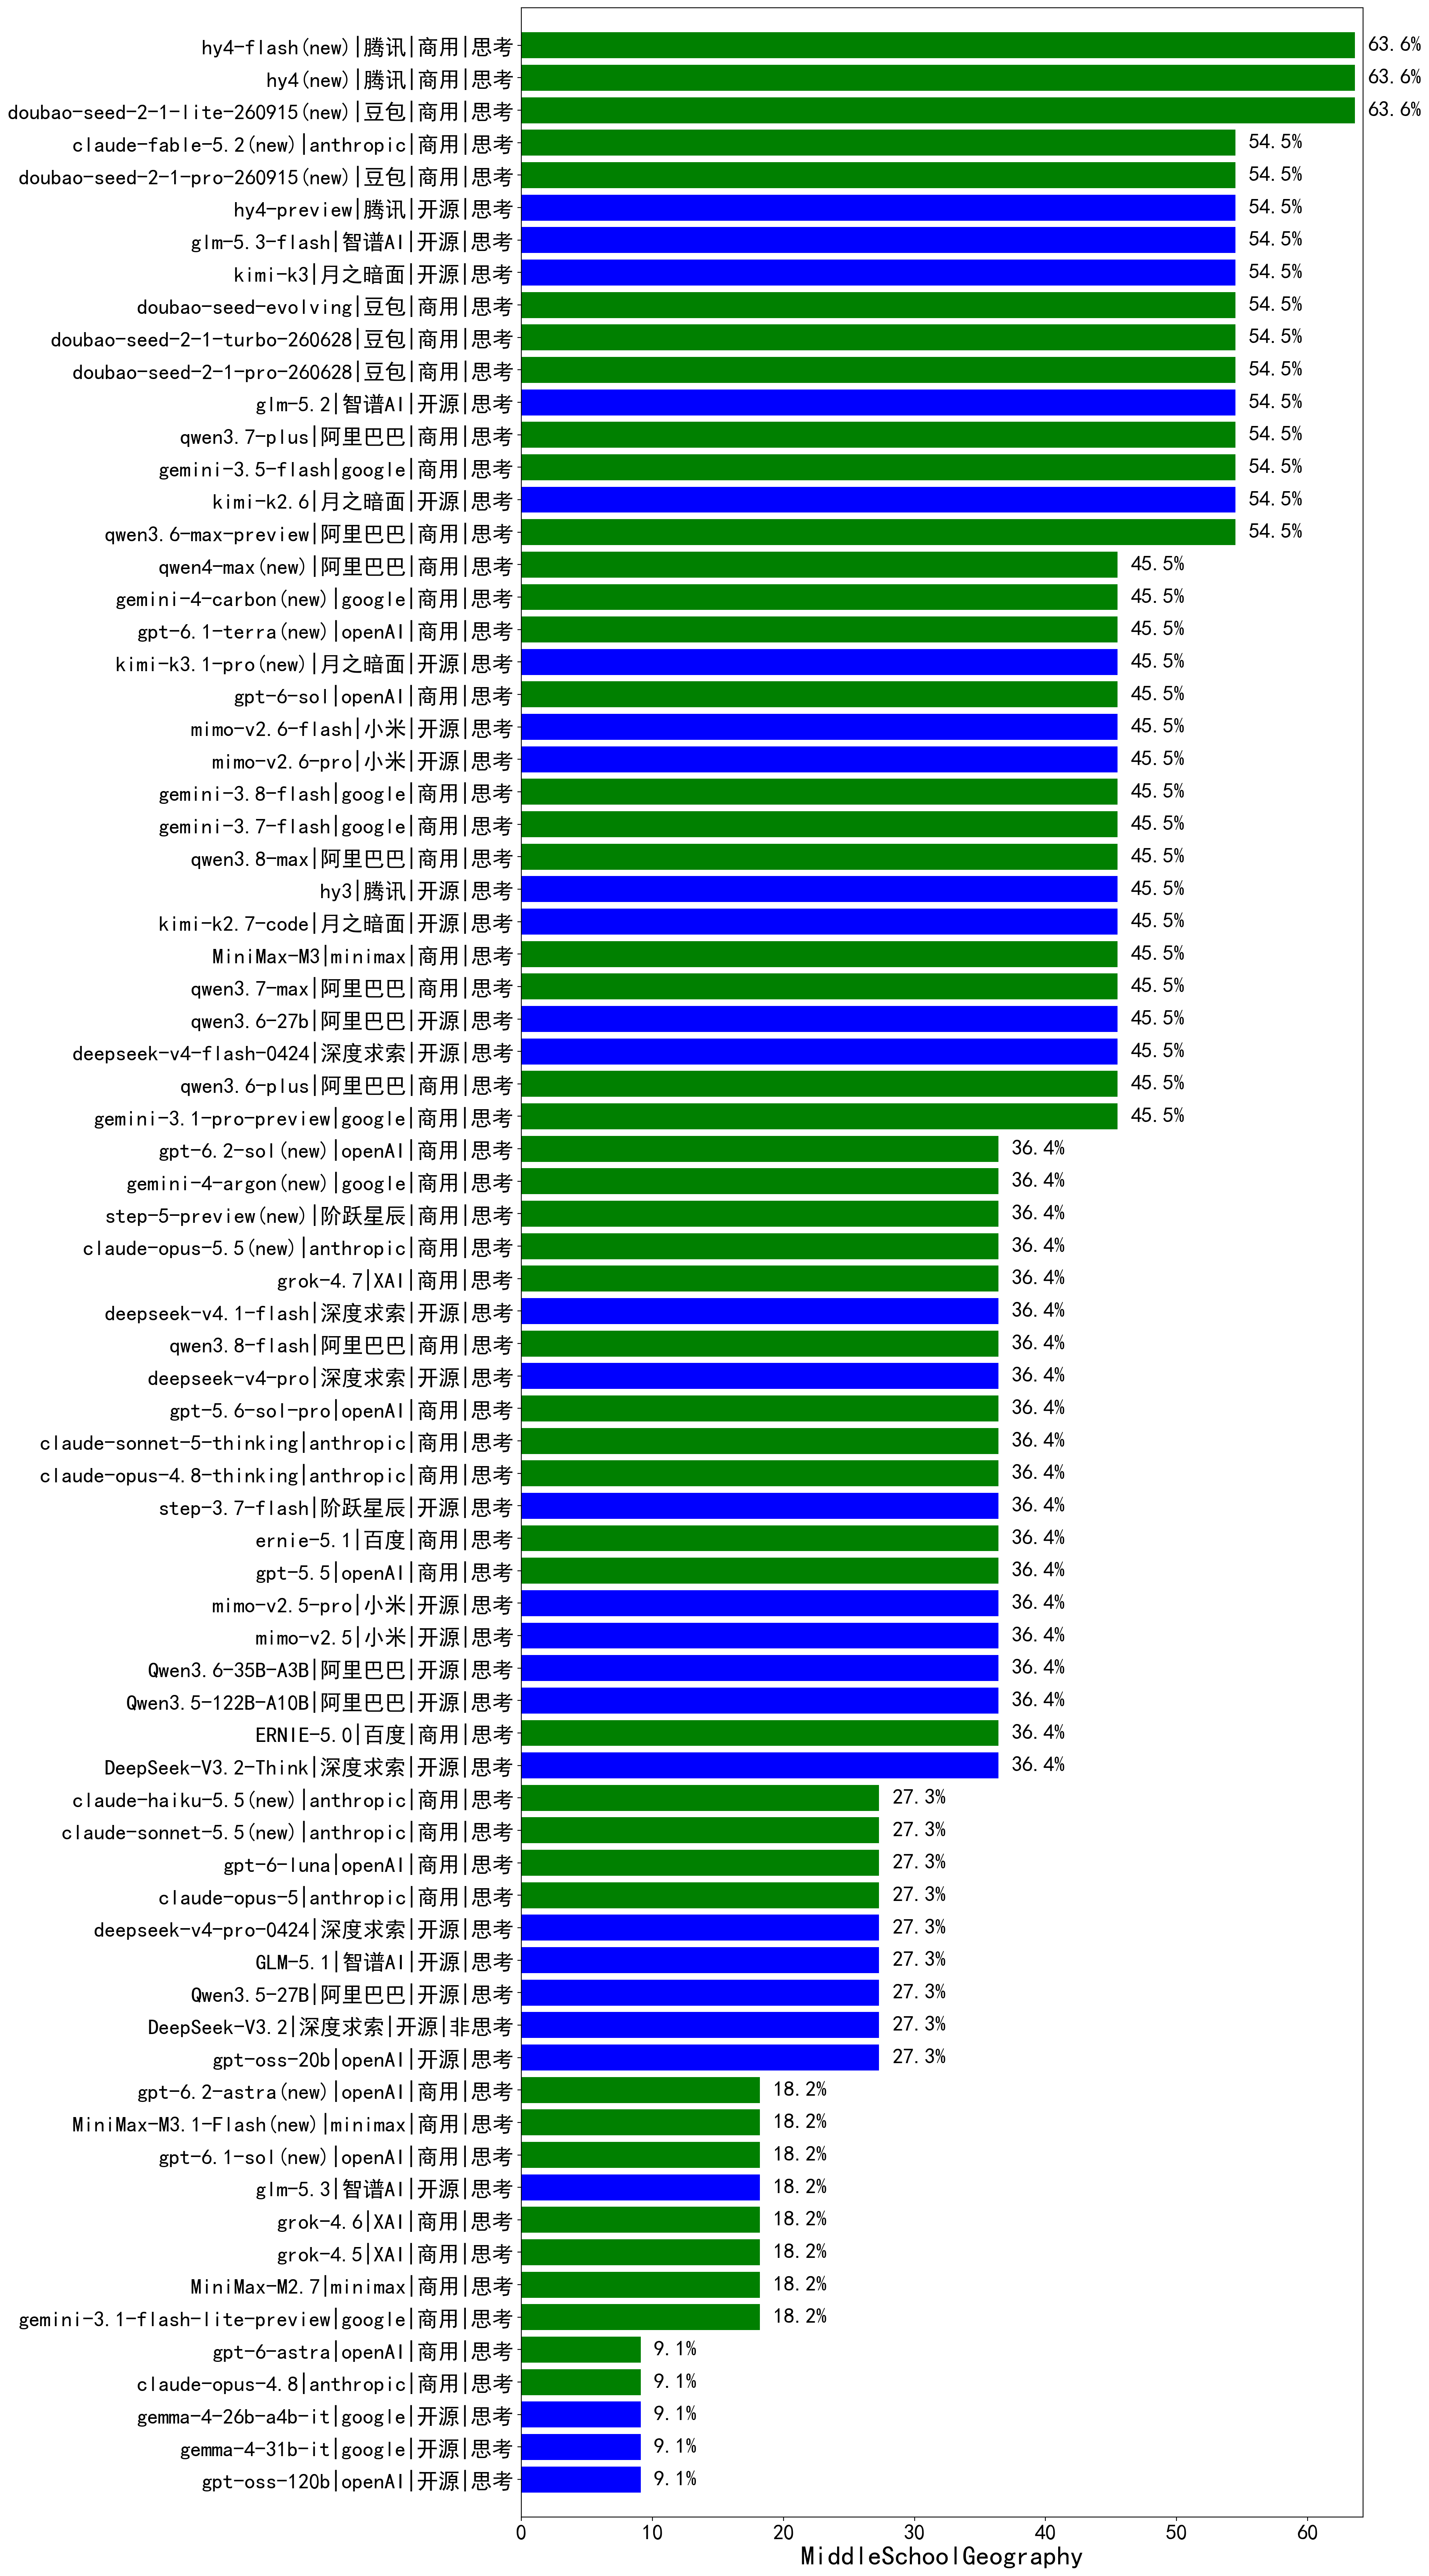 hy4-flash(new)|腾讯|商用|思考 63.6%
hy4(new)|腾讯|商用|思考 63.6%
doubao-seed-2-1-lite-260915(new)|豆包|商用|思考 63.6%
claude-fable-5.2(new)|anthropic|商用|思考 54.5%
doubao-seed-2-1-pro-260915(new)|豆包|商用|思考 54.5%
hy4-preview|腾讯|开源|思考 54.5%
glm-5.3-flash|智谱AI|开源|思考 54.5%
kimi-k3|月之暗面|开源|思考 54.5%
doubao-seed-evolving|豆包|商用|思考 54.5%
doubao-seed-2-1-turbo-260628|豆包|商用|思考 54.5%
doubao-seed-2-1-pro-260628|豆包|商用|思考 54.5%
glm-5.2|智谱AI|开源|思考 54.5%
qwen3.7-plus|阿里巴巴|商用|思考 54.5%
gemini-3.5-flash|google|商用|思考 54.5%
kimi-k2.6|月之暗面|开源|思考 54.5%
qwen3.6-max-preview|阿里巴巴|商用|思考 54.5%
qwen4-max(new)|阿里巴巴|商用|思考 45.5%
gemini-4-carbon(new)|google|商用|思考 45.5%
gpt-6.1-terra(new)|openAI|商用|思考 45.5%
kimi-k3.1-pro(new)|月之暗面|开源|思考 45.5%
gpt-6-sol|openAI|商用|思考 45.5%
mimo-v2.6-flash|小米|开源|思考 45.5%
mimo-v2.6-pro|小米|开源|思考 45.5%
gemini-3.8-flash|google|商用|思考 45.5%
gemini-3.7-flash|google|商用|思考 45.5%
qwen3.8-max|阿里巴巴|商用|思考 45.5%
hy3|腾讯|开源|思考 45.5%
kimi-k2.7-code|月之暗面|开源|思考 45.5%
MiniMax-M3|minimax|商用|思考 45.5%
qwen3.7-max|阿里巴巴|商用|思考 45.5%
qwen3.6-27b|阿里巴巴|开源|思考 45.5%
deepseek-v4-flash-0424|深度求索|开源|思考 45.5%
qwen3.6-plus|阿里巴巴|商用|思考 45.5%
gemini-3.1-pro-preview|google|商用|思考 45.5%
gpt-6.2-sol(new)|openAI|商用|思考 36.4%
gemini-4-argon(new)|google|商用|思考 36.4%
step-5-preview(new)|阶跃星辰|商用|思考 36.4%
claude-opus-5.5(new)|anthropic|商用|思考 36.4%
grok-4.7|XAI|商用|思考 36.4%
deepseek-v4.1-flash|深度求索|开源|思考 36.4%
qwen3.8-flash|阿里巴巴|商用|思考 36.4%
deepseek-v4-pro|深度求索|开源|思考 36.4%
gpt-5.6-sol-pro|openAI|商用|思考 36.4%
claude-sonnet-5-thinking|anthropic|商用|思考 36.4%
claude-opus-4.8-thinking|anthropic|商用|思考 36.4%
step-3.7-flash|阶跃星辰|开源|思考 36.4%
ernie-5.1|百度|商用|思考 36.4%
gpt-5.5|openAI|商用|思考 36.4%
mimo-v2.5-pro|小米|开源|思考 36.4%
mimo-v2.5|小米|开源|思考 36.4%
Qwen3.6-35B-A3B|阿里巴巴|开源|思考 36.4%
Qwen3.5-122B-A10B|阿里巴巴|开源|思考 36.4%
ERNIE-5.0|百度|商用|思考 36.4%
DeepSeek-V3.2-Think|深度求索|开源|思考 36.4%
claude-haiku-5.5(new)|anthropic|商用|思考 27.3%
claude-sonnet-5.5(new)|anthropic|商用|思考 27.3%
gpt-6-luna|openAI|商用|思考 27.3%
claude-opus-5|anthropic|商用|思考 27.3%
deepseek-v4-pro-0424|深度求索|开源|思考 27.3%
GLM-5.1|智谱AI|开源|思考 27.3%
Qwen3.5-27B|阿里巴巴|开源|思考 27.3%
DeepSeek-V3.2|深度求索|开源|非思考 27.3%
gpt-oss-20b|openAI|开源|思考 27.3%
gpt-6.2-astra(new)|openAI|商用|思考 18.2%
MiniMax-M3.1-Flash(new)|minimax|商用|思考 18.2%
gpt-6.1-sol(new)|openAI|商用|思考 18.2%
glm-5.3|智谱AI|开源|思考 18.2%
grok-4.6|XAI|商用|思考 18.2%
grok-4.5|XAI|商用|思考 18.2%
MiniMax-M2.7|minimax|商用|思考 18.2%
gemini-3.1-flash-lite-preview|google|商用|思考 18.2%
gpt-6-astra|openAI|商用|思考 9.1%
claude-opus-4.8|anthropic|商用|思考 9.1%
gemma-4-26b-a4b-it|google|开源|思考 9.1%
gemma-4-31b-it|google|开源|思考 9.1%
gpt-oss-120b|openAI|开源|思考 9.1%
0 10 20 30 40 50 60
MiddleSchoolGeography